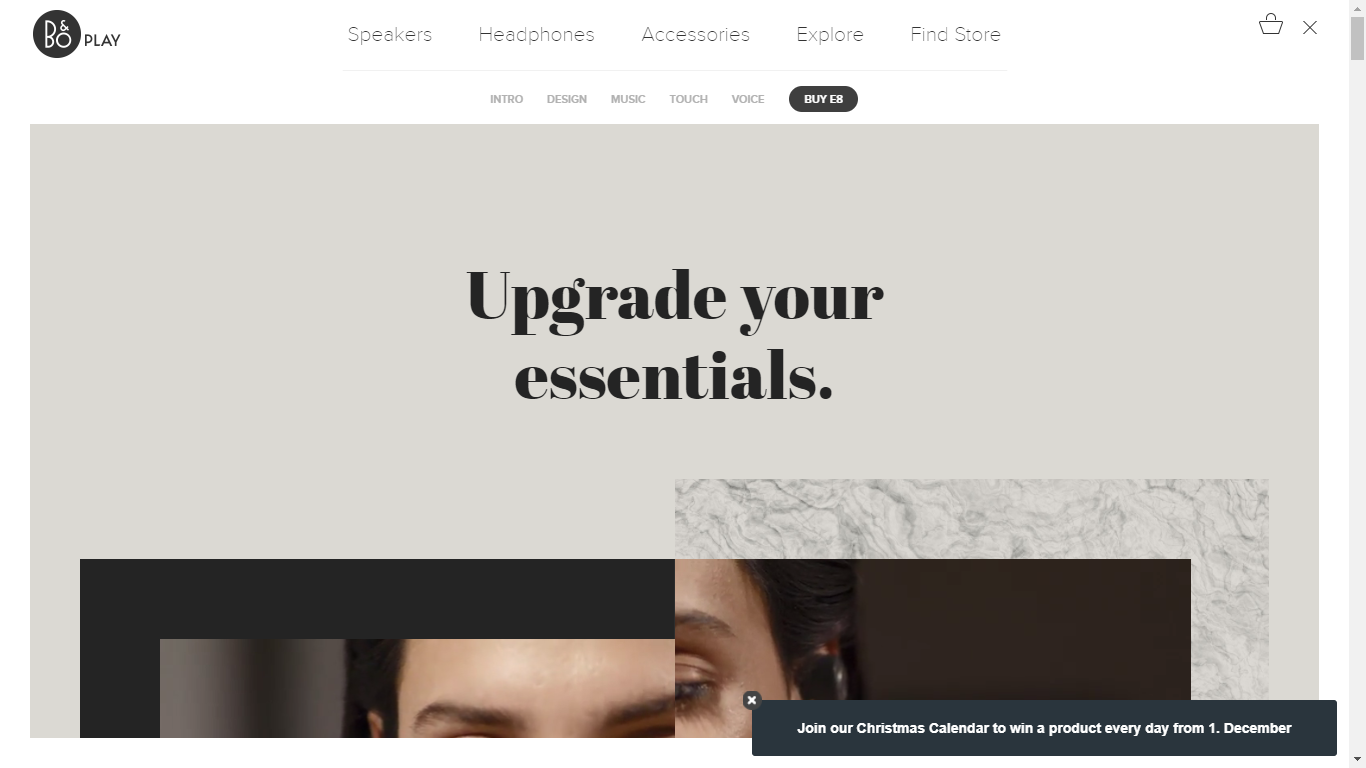 B&O PLAY
Speakers Headphones Accessories Explore Find Store
INTRO DESIGN MUSIC TOUCH VOICE BUY E8
Upgrade your
essentials.
Join our Christmas Calendar to win a product every day from 1. December